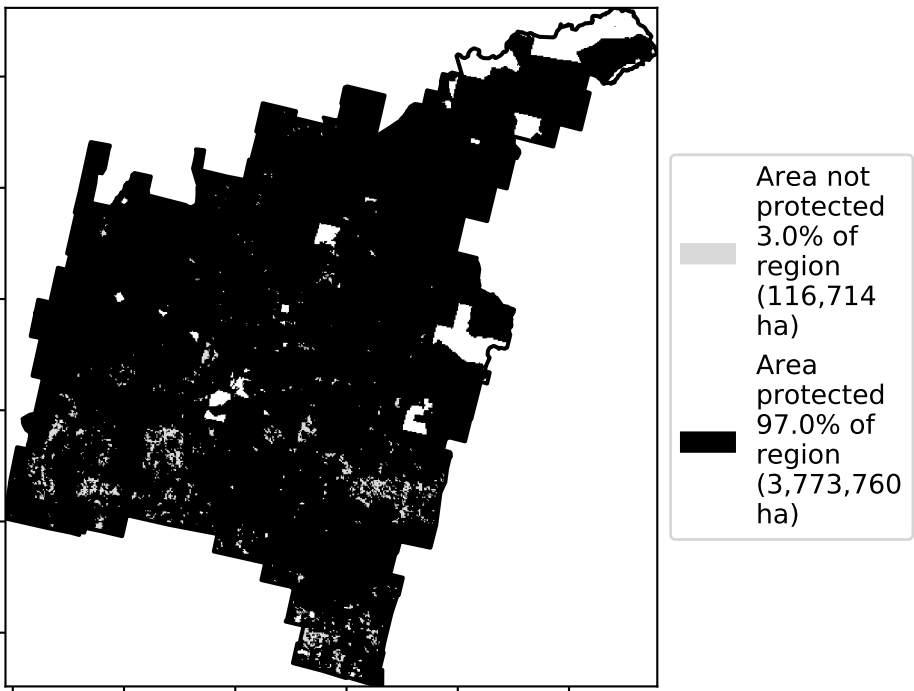 Area not
protected
3.0% of
region
(116,714
ha)
Area
protected
97.0% of
region
(3,773,760
ha)